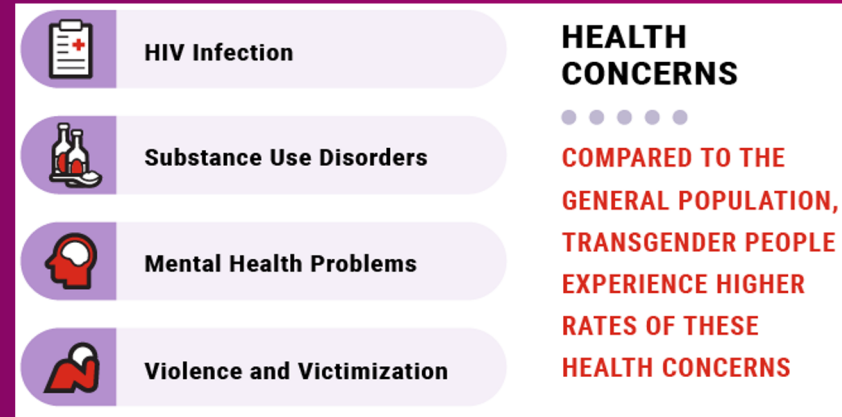 HIV Infection
Substance Use Disorders
Mental Health Problems
Violence and Victimization
HEALTH
CONCERNS
COMPARED TO THE
GENERAL POPULATION,
TRANSGENDER PEOPLE
EXPERIENCE HIGHER
RATES OF THESE
HEALTH CONCERNS